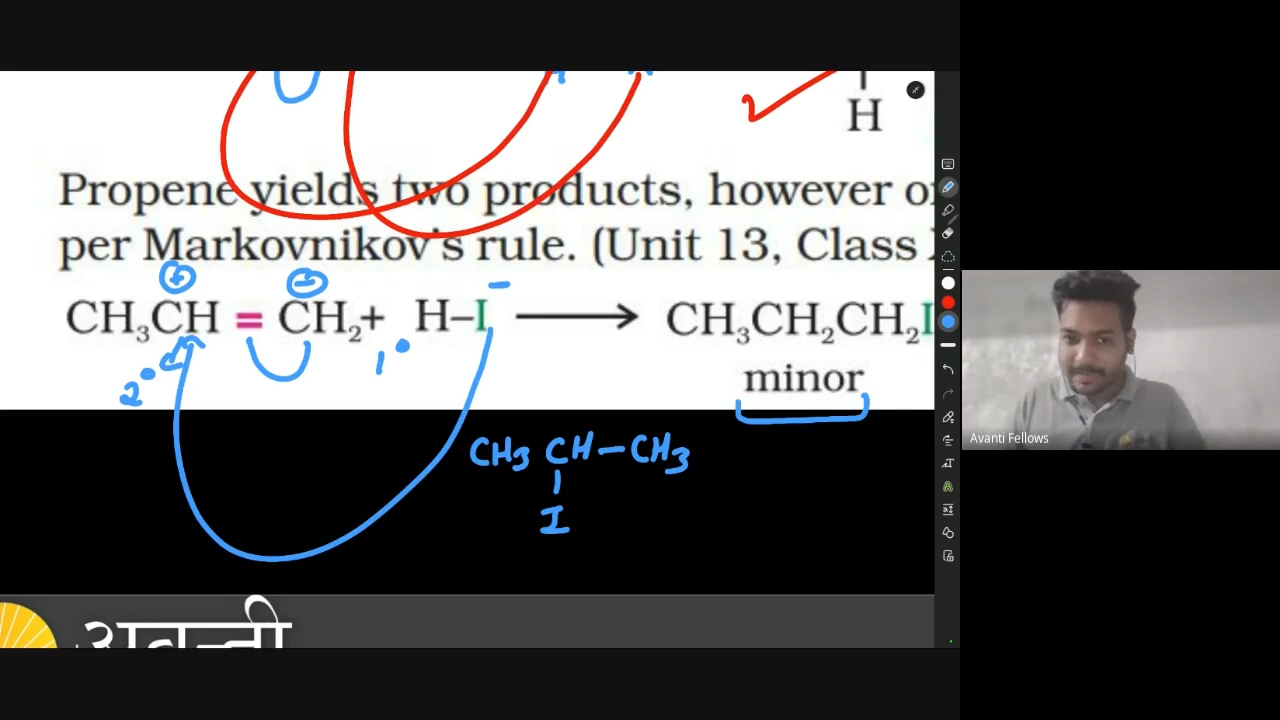 H
Propene yields two products, however
per Markovnikov's rule. (Unit 13, Class
CH₃CH = CH₂+ H–I ⟶ CH₃CH₂CH₂I
2° 1°
minor
CH₃ CH–CH₃
I
Avanti Fellows
अवन्ती